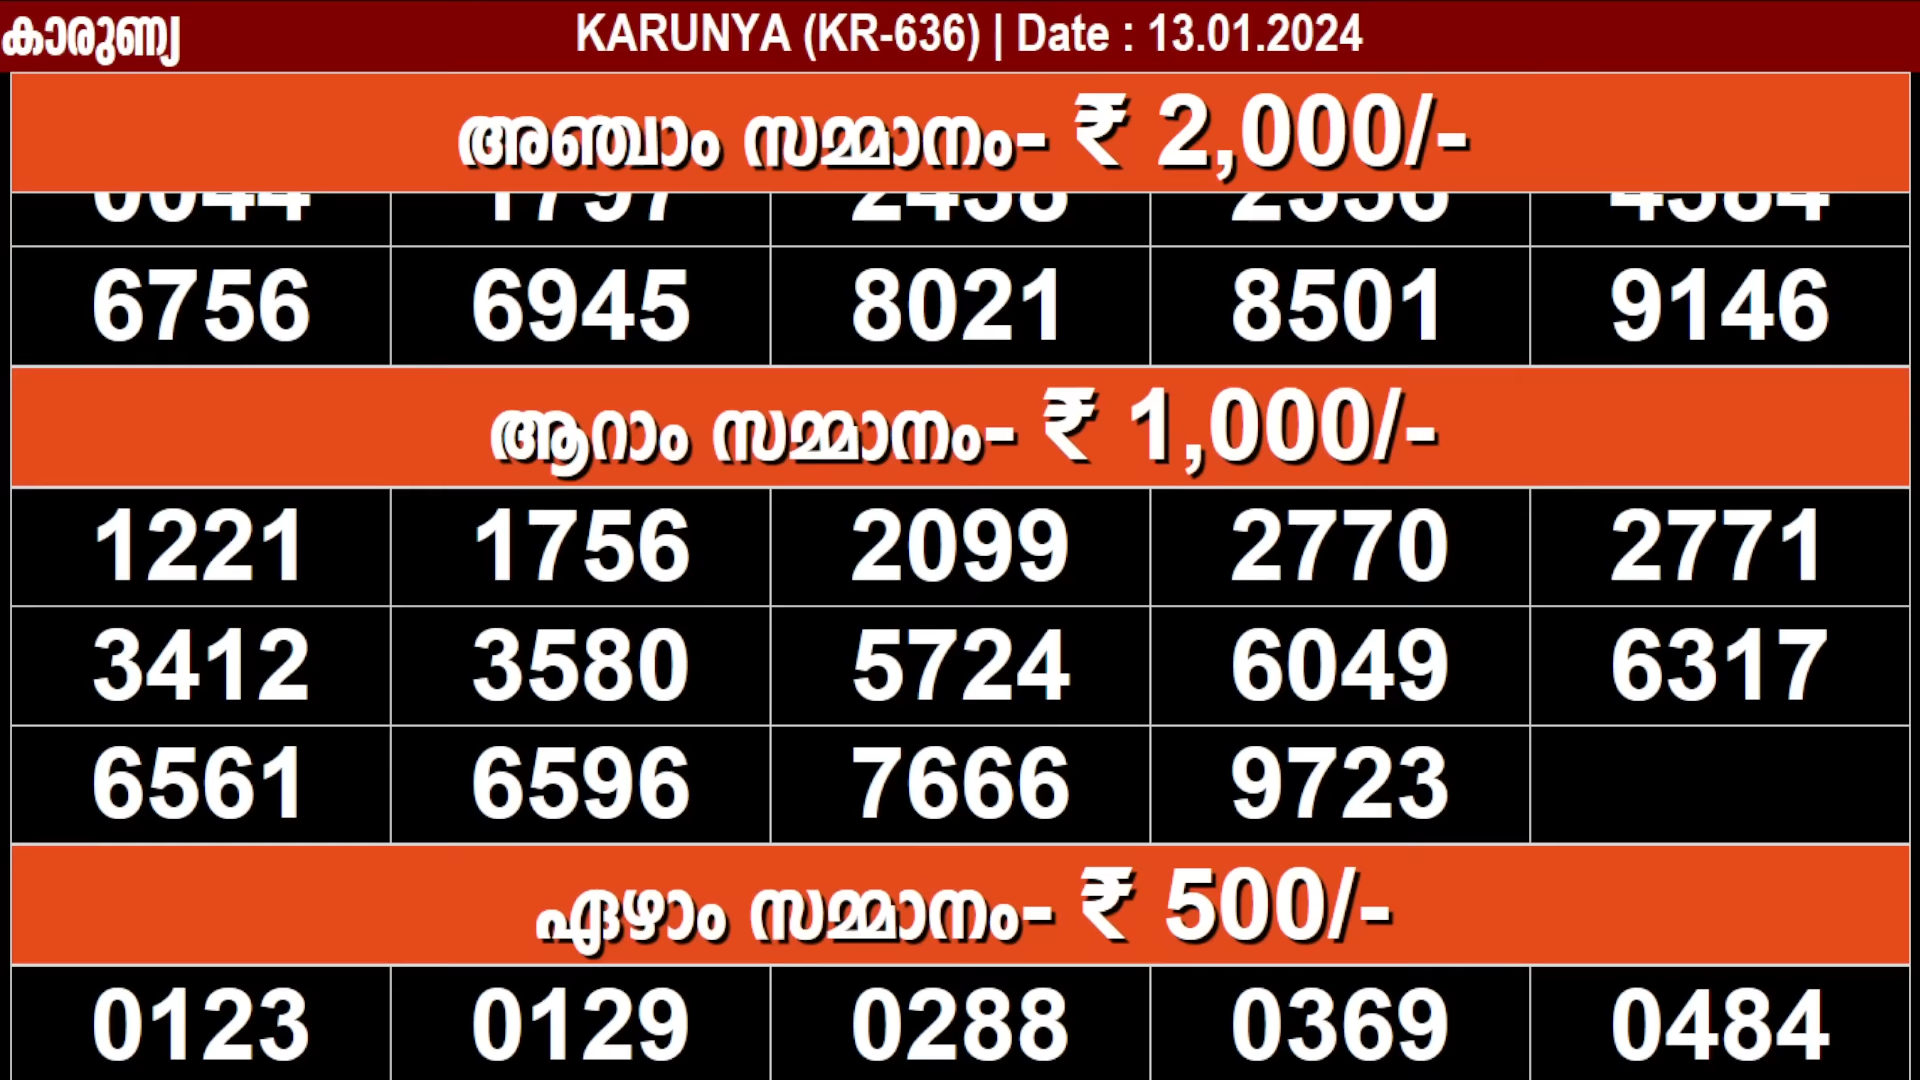 കാരുണ്യ KARUNYA (KR-636) | Date : 13.01.2024
അഞ്ചാം സമ്മാനം- ₹ 2,000/-
6756 6945 8021 8501 9146
ആറാം സമ്മാനം- ₹ 1,000/-
1221 1756 2099 2770 2771
3412 3580 5724 6049 6317
6561 6596 7666 9723
ഏഴാം സമ്മാനം- ₹ 500/-
0123 0129 0288 0369 0484